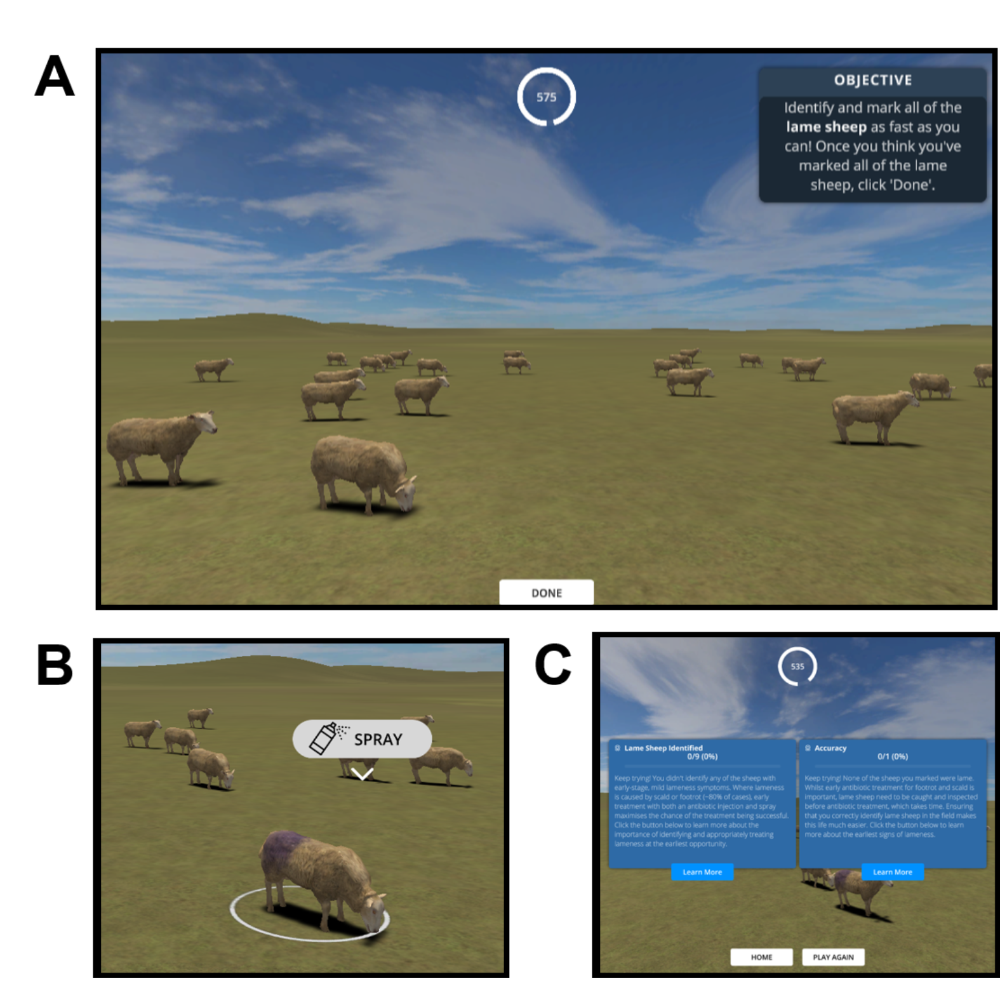 A
575
OBJECTIVE
Identify and mark all of the
lame sheep as fast as you
can! Once you think you've
marked all of the lame
sheep, click 'Done'.
DONE
B
SPRAY
C
535
Lame Sheep Identified
0/9 (0%)
Keep trying! You didn't identify any of the sheep with
early-stage, mild lameness symptoms. Where lameness
is caused by scald or footrot (~80% of cases), early
treatment with both an antibiotic injection and spray
maximises the chance of the treatment being successful.
Click the button below to learn more about the
importance of identifying and appropriately treating
lameness at the earliest opportunity.
Learn More
Accuracy
0/1 (0%)
Keep trying! None of the sheep you marked were lame.
Whilst early antibiotic treatment for footrot and scald is
important, lame sheep need to be caught and inspected
before antibiotic treatment, which takes time. Ensuring
that you correctly identify lame sheep in the field makes
this life much easier. Click the button below to learn
more about the earliest signs of lameness.
Learn More
HOME
PLAY AGAIN